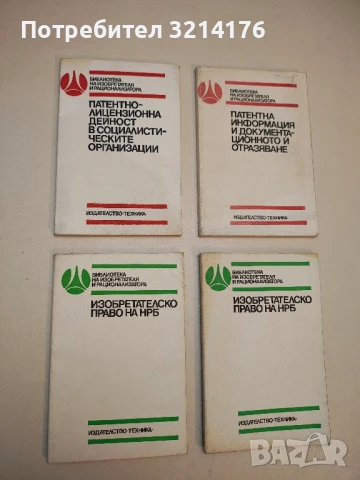 📞 3214176
БИБЛИОТЕКА
НА ИЗОБРЕТАТЕЛЯ
И РАЦИОНАЛИЗАТОРА
ПАТЕНТНО-
ЛИЦЕНЗИОННА
ДЕЙНОСТ
В СОЦИАЛИСТИ-
ЧЕСКИТЕ
ОРГАНИЗАЦИИ
ИЗДАТЕЛСТВО•ТЕХНИКА•
БИБЛИОТЕКА
НА ИЗОБРЕТАТЕЛЯ
И РАЦИОНАЛИЗАТОРА
ПАТЕНТНА
ИНФОРМАЦИЯ
И ДОКУМЕНТА-
ЦИОННОТО И
ОТРАЗЯВАНЕ
ИЗДАТЕЛСТВО•ТЕХНИКА•
БИБЛИОТЕКА
НА ИЗОБРЕТАТЕЛЯ
И РАЦИОНАЛИЗАТОРА
ИЗОБРЕТАТЕЛСКО
ПРАВО НА НРБ
ИЗДАТЕЛСТВО•ТЕХНИКА•
БИБЛИОТЕКА
НА ИЗОБРЕТАТЕЛЯ
И РАЦИОНАЛИЗАТОРА
ИЗОБРЕТАТЕЛСКО
ПРАВО НА НРБ
ИЗДАТЕЛСТВО•ТЕХНИКА•
BAZAR